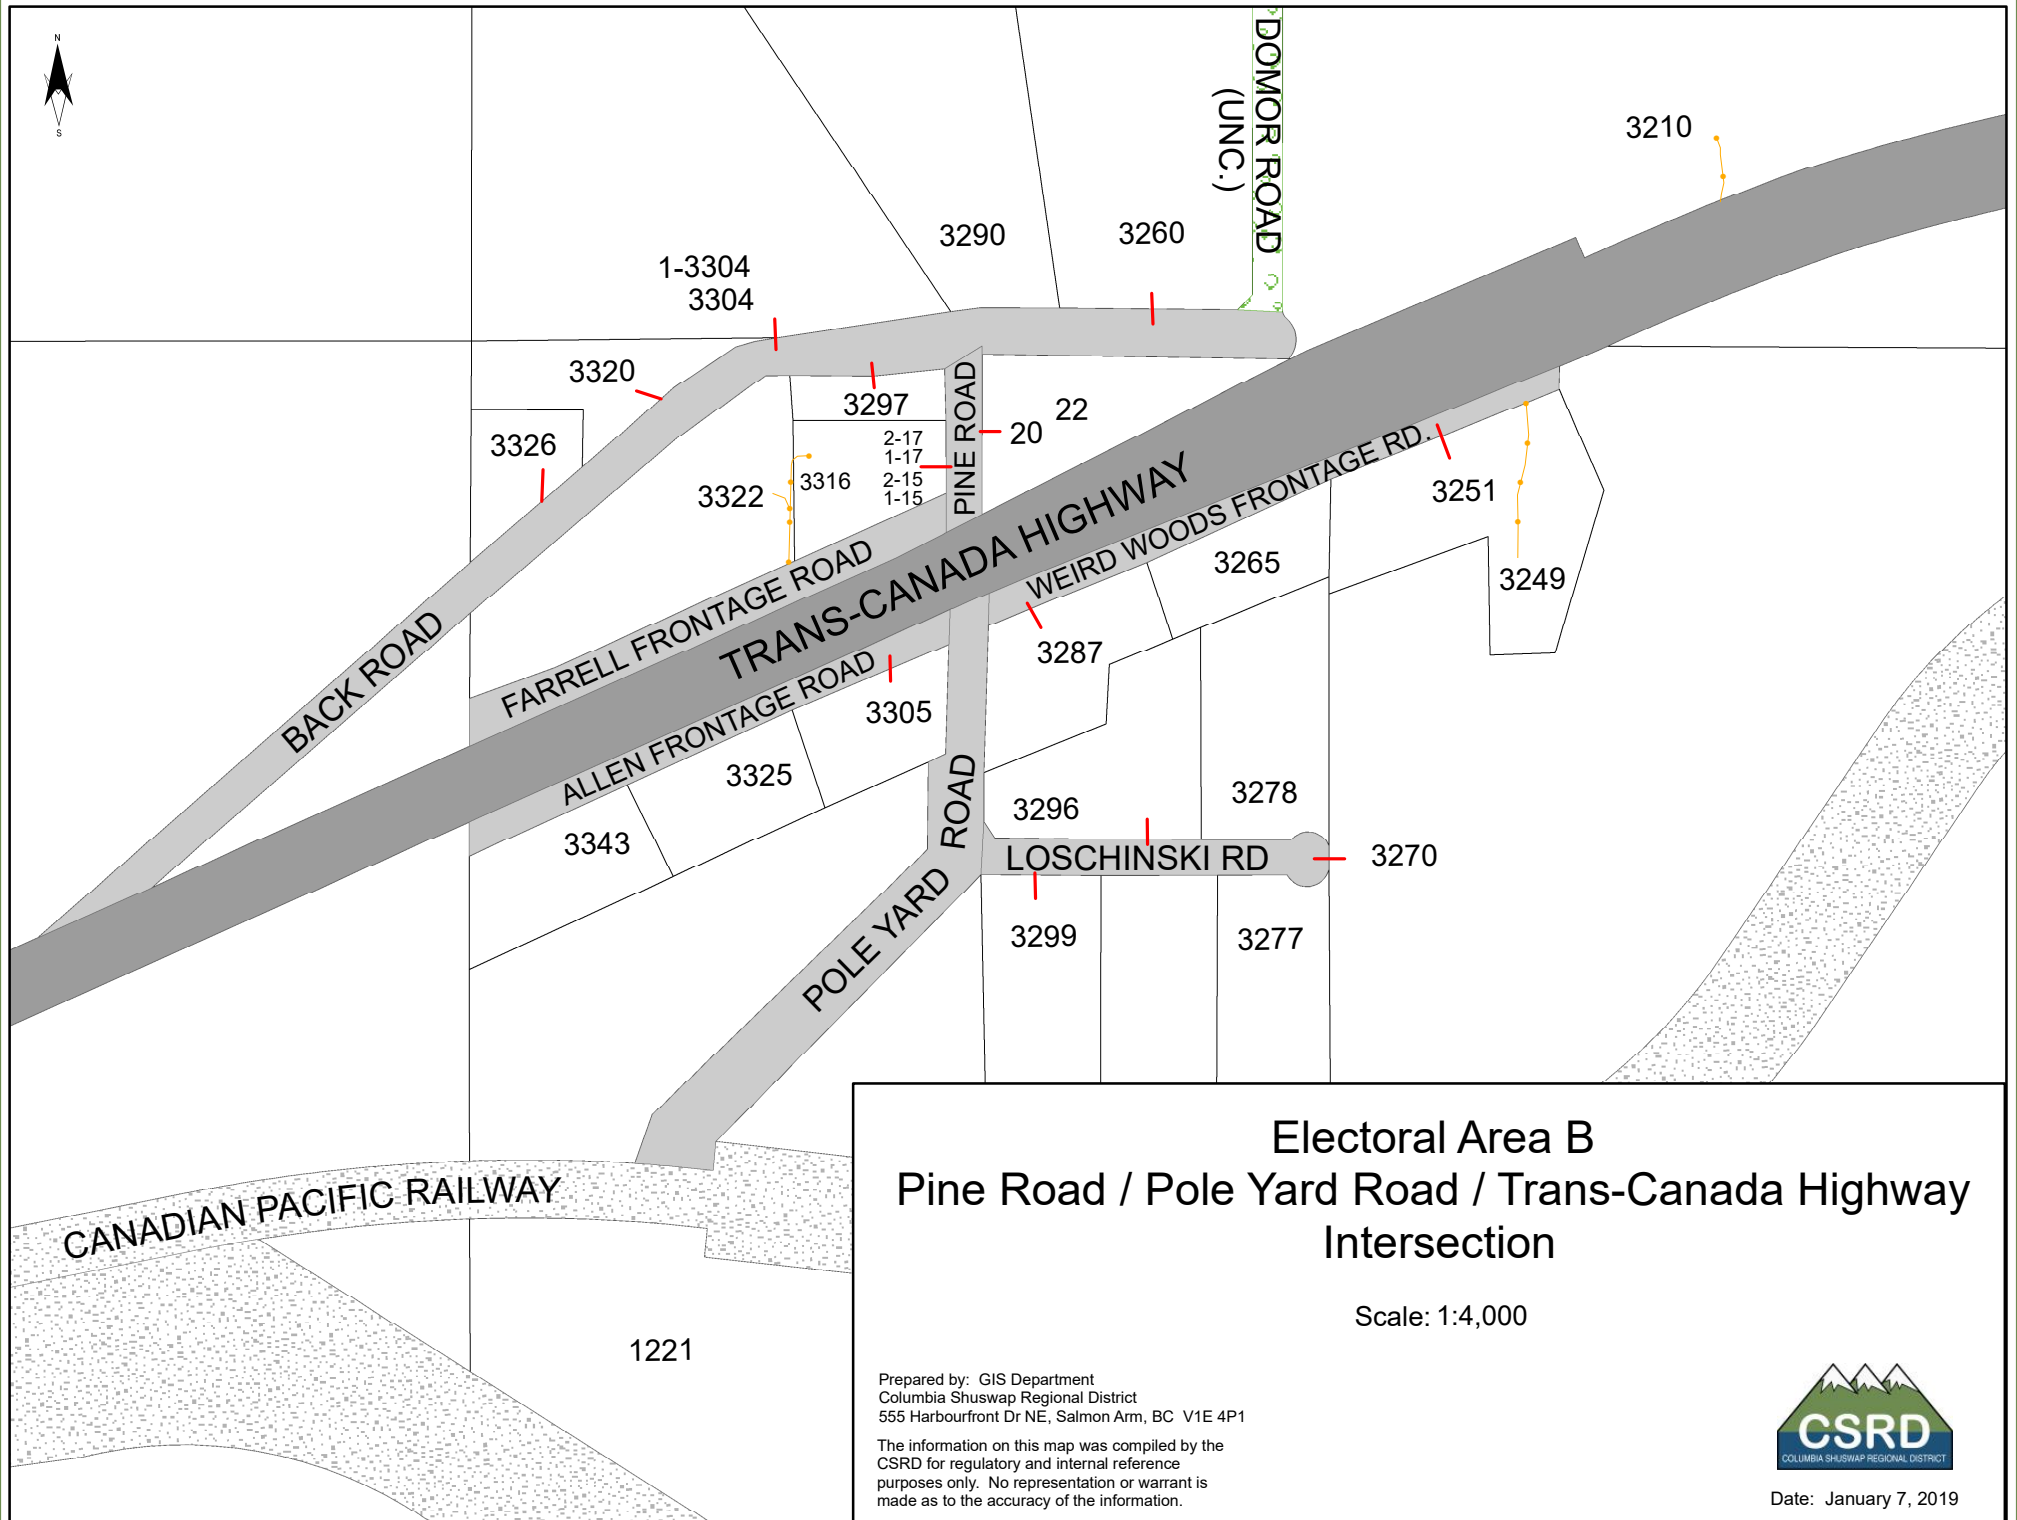 N
S
DOMOR ROAD
(UNC.)
3210
3290
3260
1-3304
3304
3320
3297
22
20
2-17
1-17
2-15
1-15
PINE ROAD
3326
3322
3316
3251
3249
3265
3287
WEIRD WOODS FRONTAGE RD.
TRANS-CANADA HIGHWAY
FARRELL FRONTAGE ROAD
ALLEN FRONTAGE ROAD
BACK ROAD
3305
3325
3343
3296
3278
3270
LOSCHINSKI RD
POLE YARD ROAD
3299
3277
CANADIAN PACIFIC RAILWAY
1221
Electoral Area B
Pine Road / Pole Yard Road / Trans-Canada Highway
Intersection
Scale: 1:4,000
Prepared by: GIS Department
Columbia Shuswap Regional District
555 Harbourfront Dr NE, Salmon Arm, BC V1E 4P1
The information on this map was compiled by the
CSRD for regulatory and internal reference
purposes only. No representation or warrant is
made as to the accuracy of the information.
CSRD
COLUMBIA SHUSWAP REGIONAL DISTRICT
Date: January 7, 2019